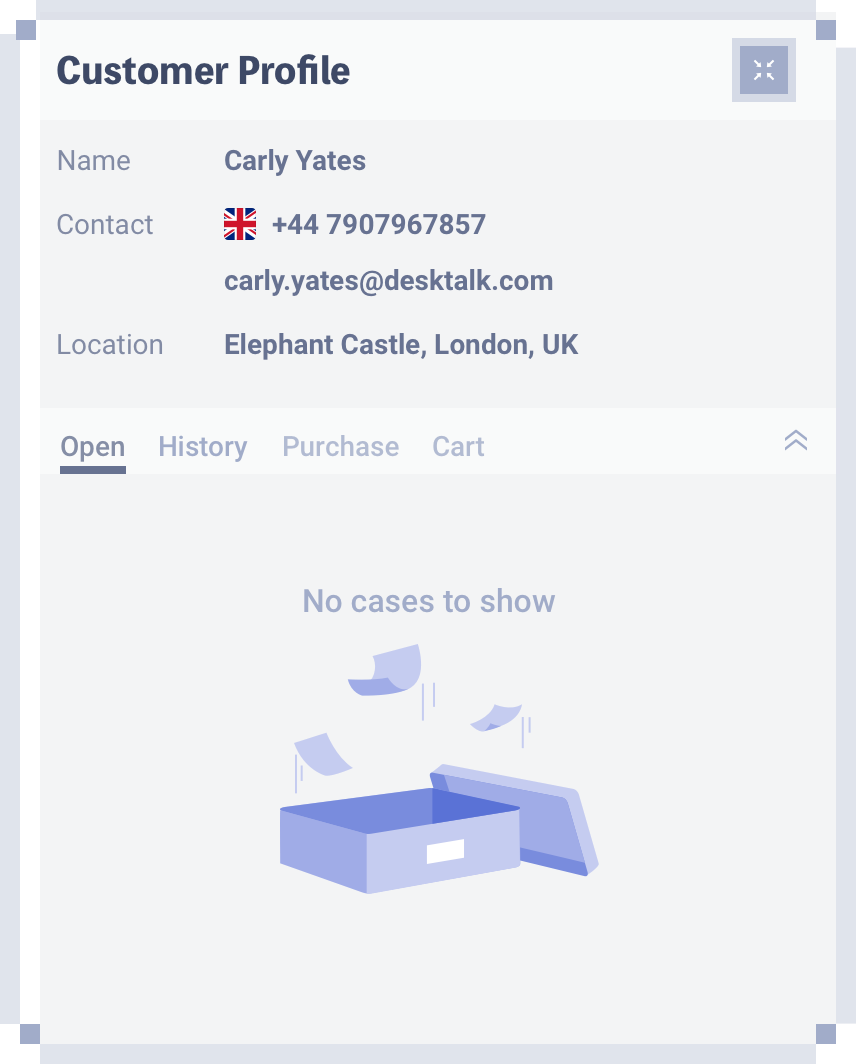 Customer Profile
Name Carly Yates
Contact +44 7907967857
carly.yates@desktalk.com
Location Elephant Castle, London, UK
Open History Purchase Cart
No cases to show